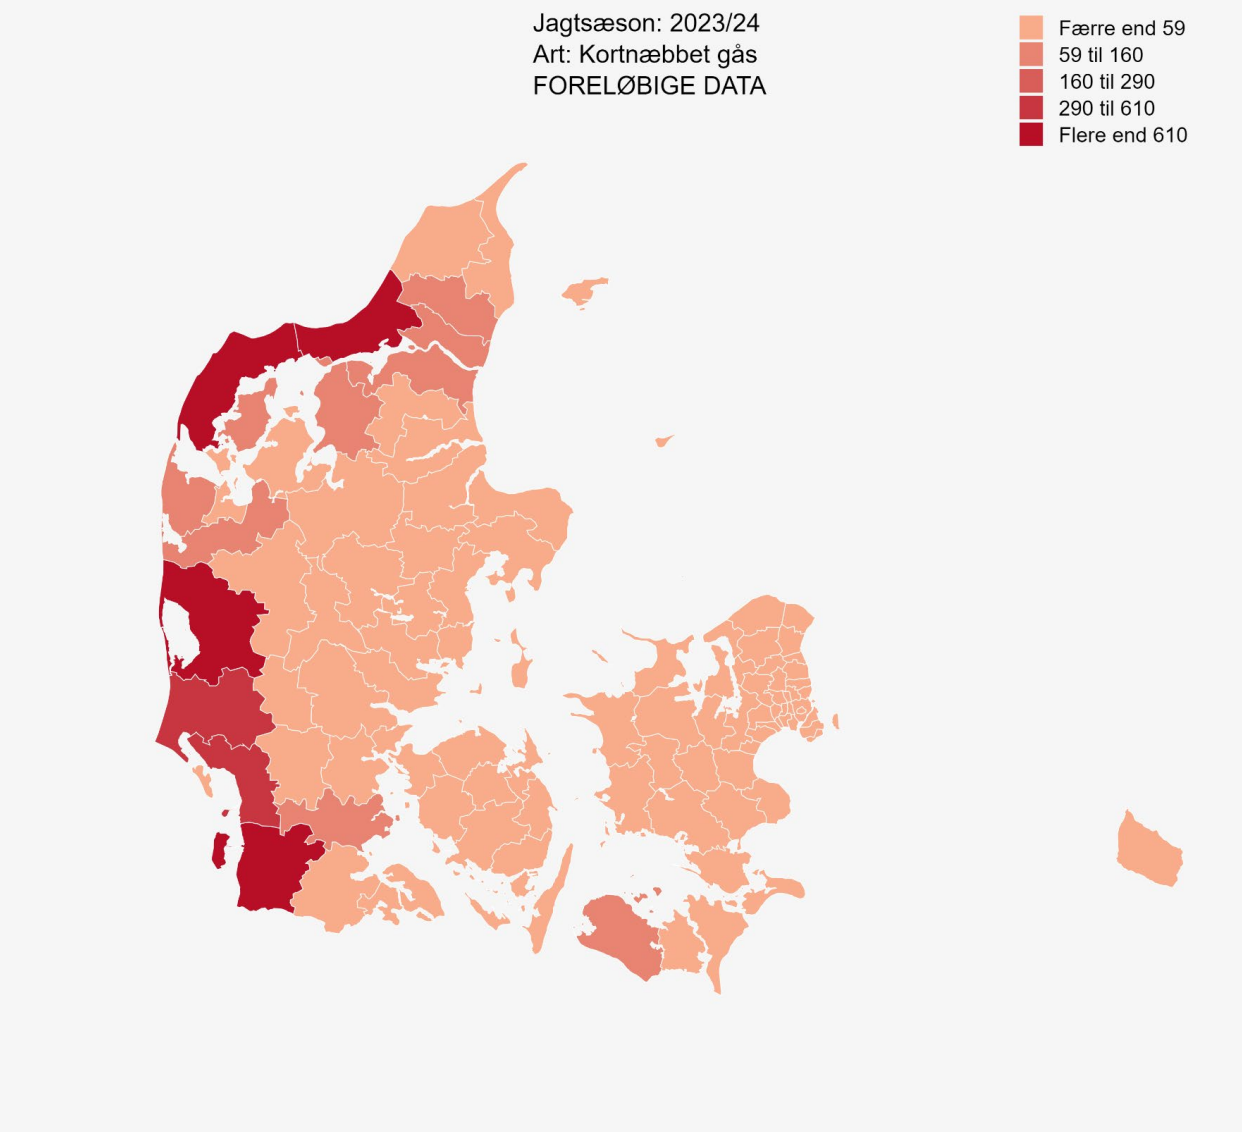 Jagtsæson: 2023/24
Art: Kortnæbbet gås
FORELØBIGE DATA
Færre end 59
59 til 160
160 til 290
290 til 610
Flere end 610